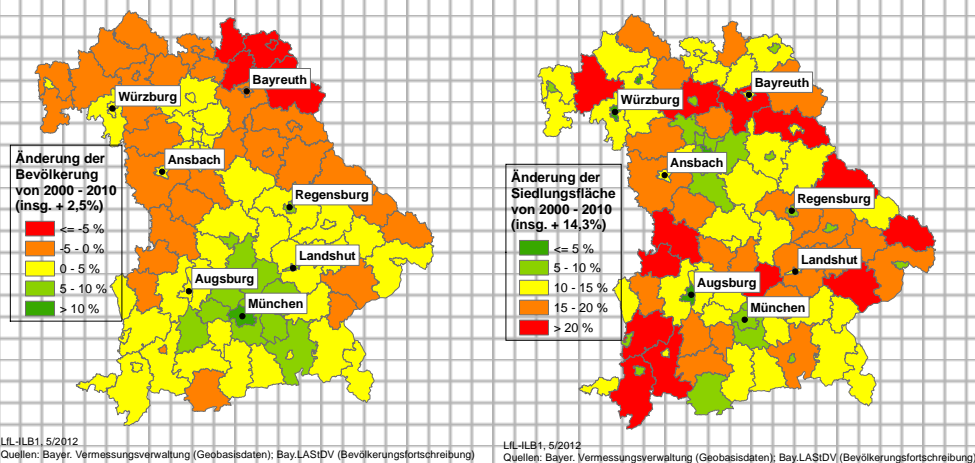 Bayreuth
Würzburg
Ansbach
Änderung der
Bevölkerung
von 2000 - 2010
(insg. + 2,5%)
<= -5 %
-5 - 0 %
0 - 5 %
5 - 10 %
> 10 %
Regensburg
Landshut
Augsburg
München
LfL-ILB1, 5/2012
Quellen: Bayer. Vermessungsverwaltung (Geobasisdaten); Bay.LAStDV (Bevölkerungsfortschreibung)
Bayreuth
Würzburg
Ansbach
Änderung der
Siedlungsfläche
von 2000 - 2010
(insg. + 14,3%)
<= 5 %
5 - 10 %
10 - 15 %
15 - 20 %
> 20 %
Regensburg
Landshut
Augsburg
München
LfL-ILB1, 5/2012
Quellen: Bayer. Vermessungsverwaltung (Geobasisdaten); Bay.LAStDV (Bevölkerungsfortschreibung)